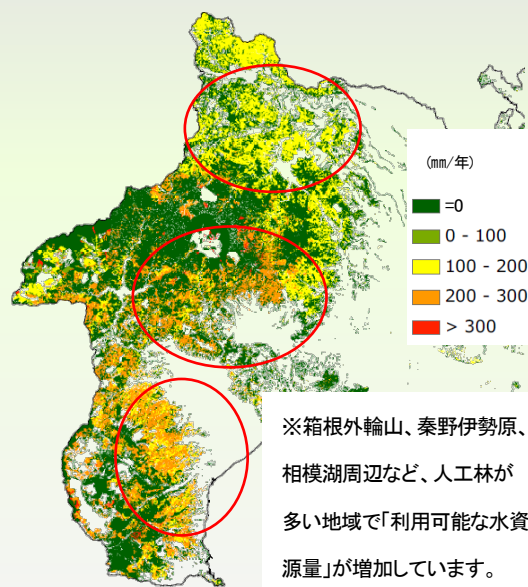 (mm/年)
=0
0 - 100
100 - 200
200 - 300
> 300
※箱根外輪山、秦野伊勢原、
相模湖周辺など、人工林が
多い地域で「利用可能な水資
源量」が増加しています。